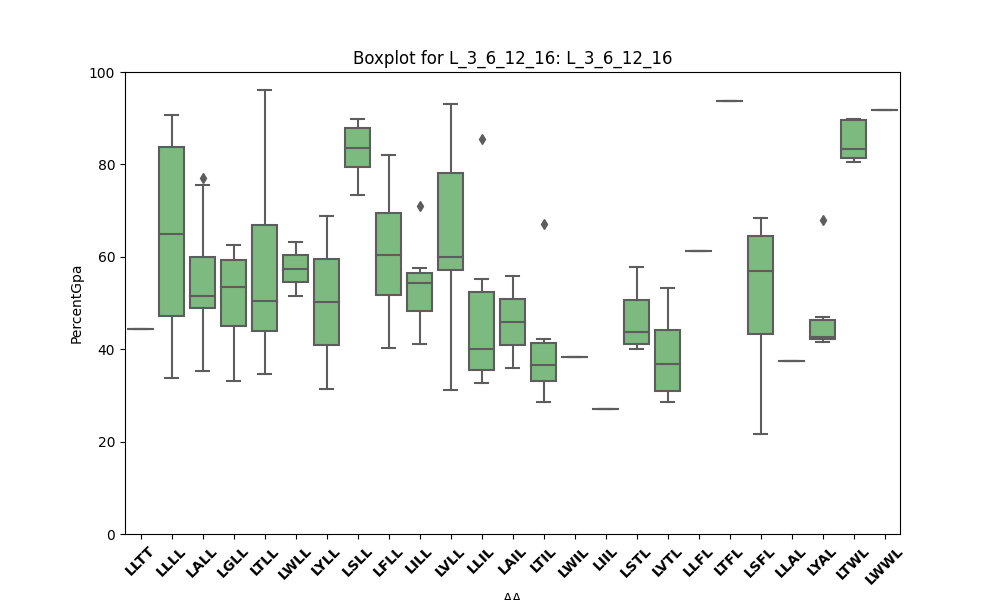 Boxplot for L_3_6_12_16: L_3_6_12_16
PercentGpa
100
80
60
40
20
0
LLTT
LLLL
LALL
LGLL
LTLL
LWLL
LYLL
LSLL
LFLL
LILL
LVLL
LLIL
LAIL
LTIL
LWIL
LIIL
LSTL
LVTL
LLFL
LTFL
LSFL
LLAL
LYAL
LTWL
LWWL
AA